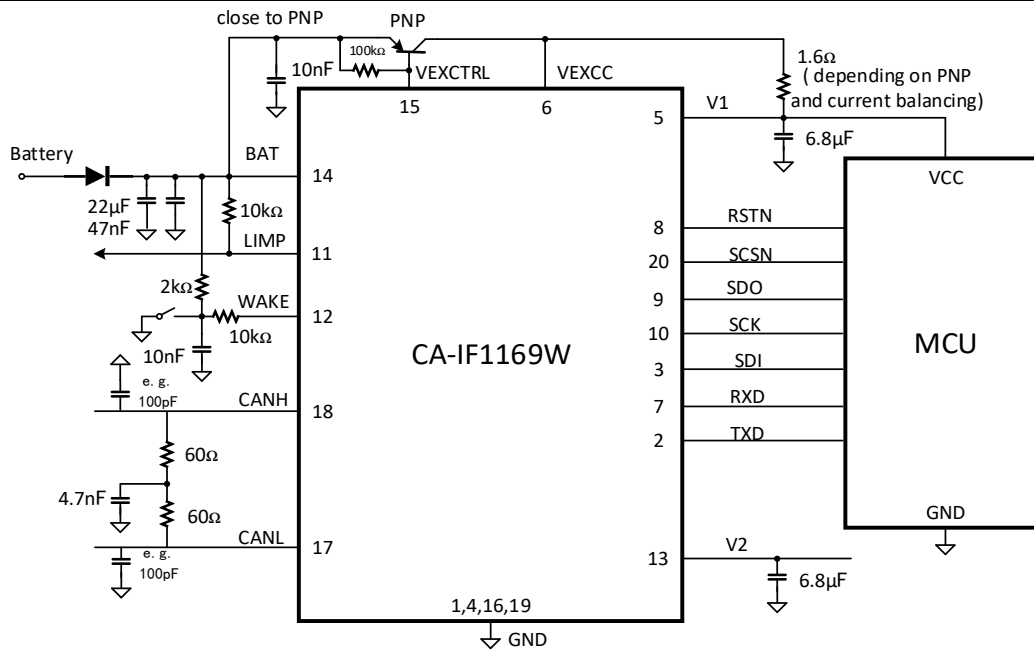 close to PNP
PNP
100kΩ
10nF
VEXCTRL
VEXCC
1.6Ω
( depending on PNP
and current balancing)
15
6
5
V1
6.8µF
Battery
BAT
14
22µF
47nF
10kΩ
VCC
LIMP
11
8
RSTN
20
SCSN
2kΩ
WAKE
12
9
SDO
10kΩ
10
SCK
10nF
CA-IF1169W
MCU
3
SDI
e. g.
100pF
CANH
18
7
RXD
2
TXD
60Ω
4.7nF
60Ω
GND
CANL
17
e. g.
100pF
13
V2
6.8µF
1,4,16,19
GND